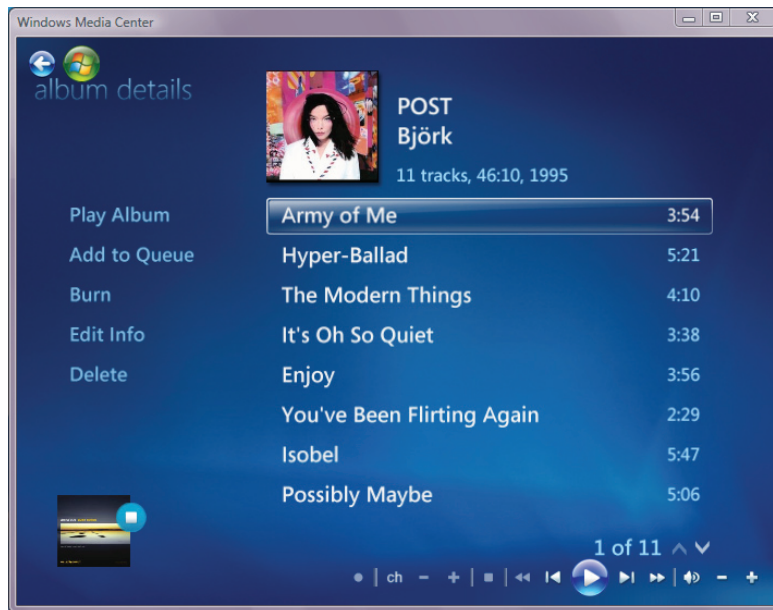 Windows Media Center
album details
POST
Björk
11 tracks, 46:10, 1995
Play Album
Add to Queue
Burn
Edit Info
Delete
Army of Me 3:54
Hyper-Ballad 5:21
The Modern Things 4:10
It's Oh So Quiet 3:38
Enjoy 3:56
You've Been Flirting Again 2:29
Isobel 5:47
Possibly Maybe 5:06
1 of 11
ch